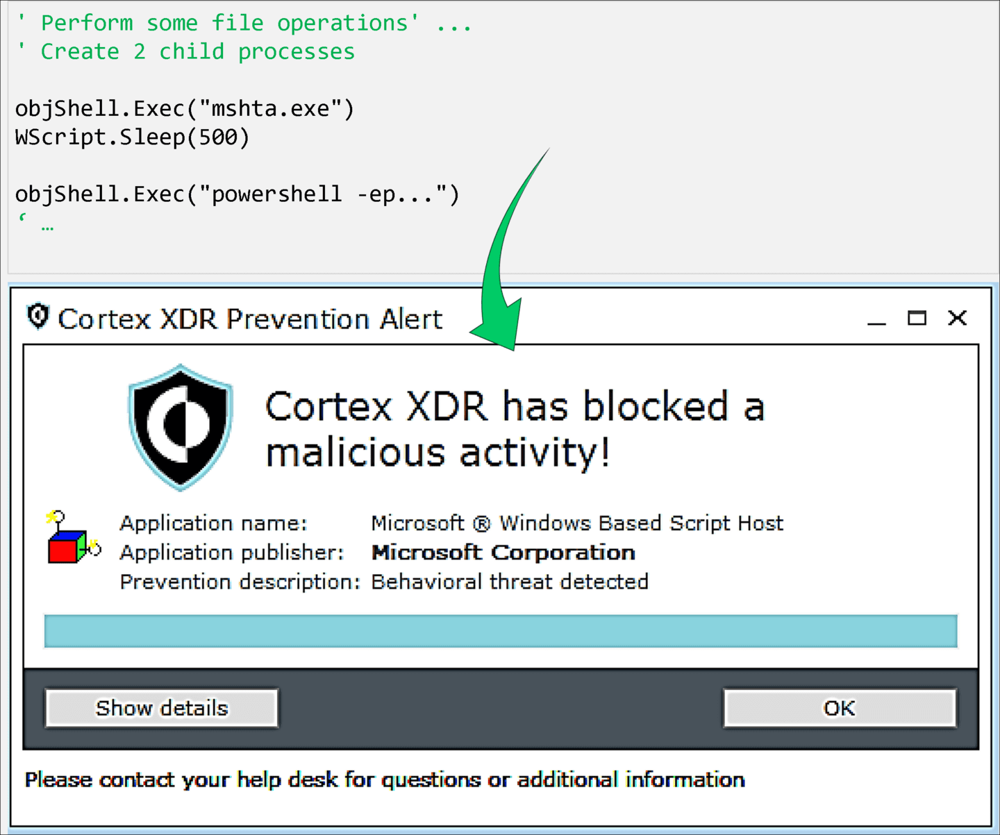 ' Perform some file operations' ...
' Create 2 child processes
objShell.Exec("mshta.exe")
WScript.Sleep(500)
objShell.Exec("powershell -ep...")
‘ …
Cortex XDR Prevention Alert
Cortex XDR has blocked a
malicious activity!
Application name: Microsoft ® Windows Based Script Host
Application publisher: Microsoft Corporation
Prevention description: Behavioral threat detected
Show details
OK
Please contact your help desk for questions or additional information